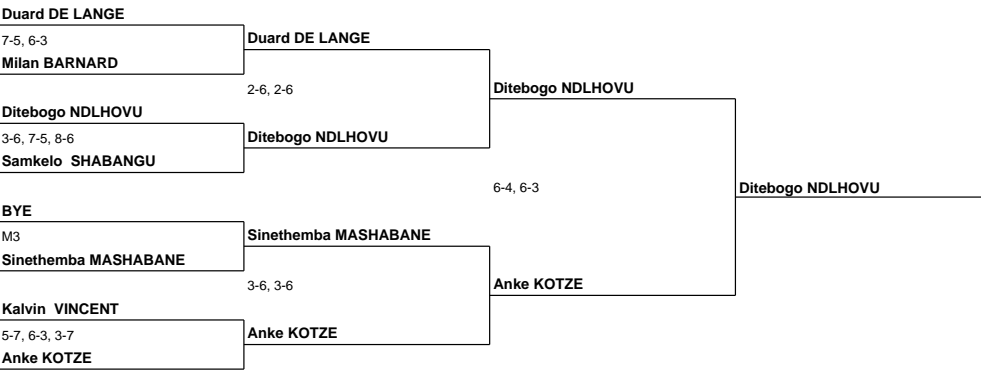 Duard DE LANGE
7-5, 6-3
Duard DE LANGE
Milan BARNARD
2-6, 2-6
Ditebogo NDLHOVU
Ditebogo NDLHOVU
3-6, 7-5, 8-6
Ditebogo NDLHOVU
Samkelo  SHABANGU
6-4, 6-3
Ditebogo NDLHOVU
BYE
M3
Sinethemba MASHABANE
Sinethemba MASHABANE
3-6, 3-6
Anke KOTZE
Kalvin  VINCENT
5-7, 6-3, 3-7
Anke KOTZE
Anke KOTZE